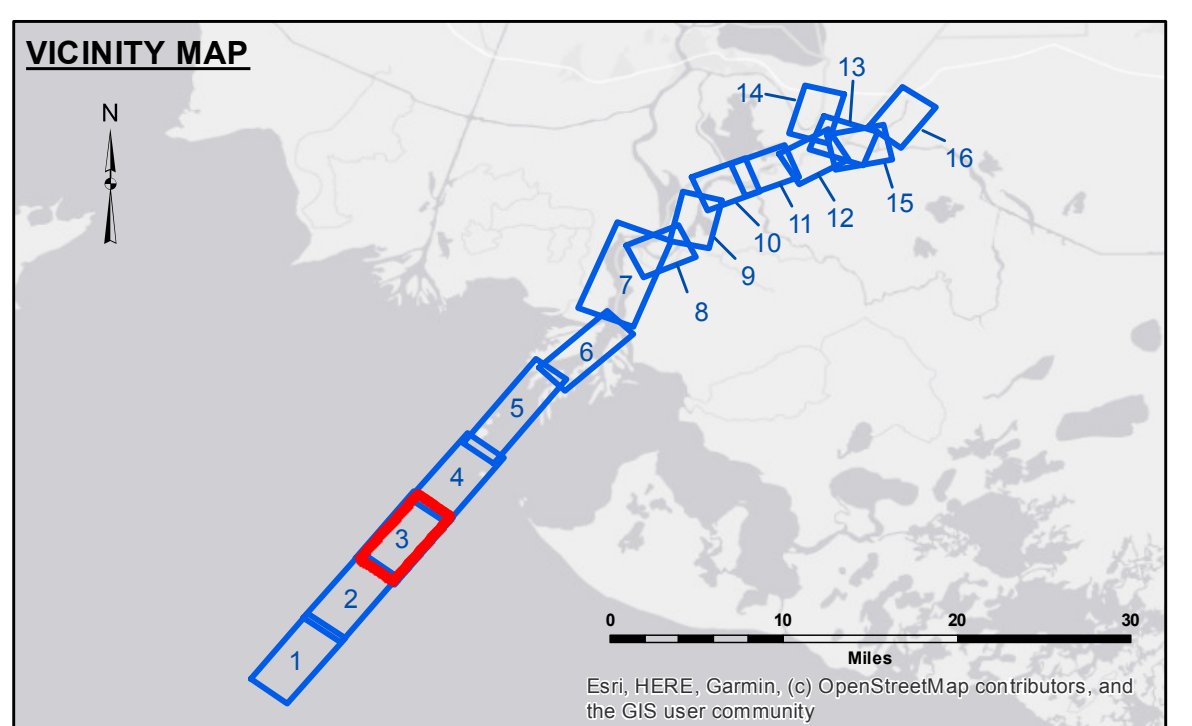 VICINITY MAP
N
13
14
16
15
12
11
10
9
8
7
6
5
4
3
2
1
0 10 20 30
Miles
Esri, HERE, Garmin, (c) OpenStreetMap contributors, and
the GIS user community